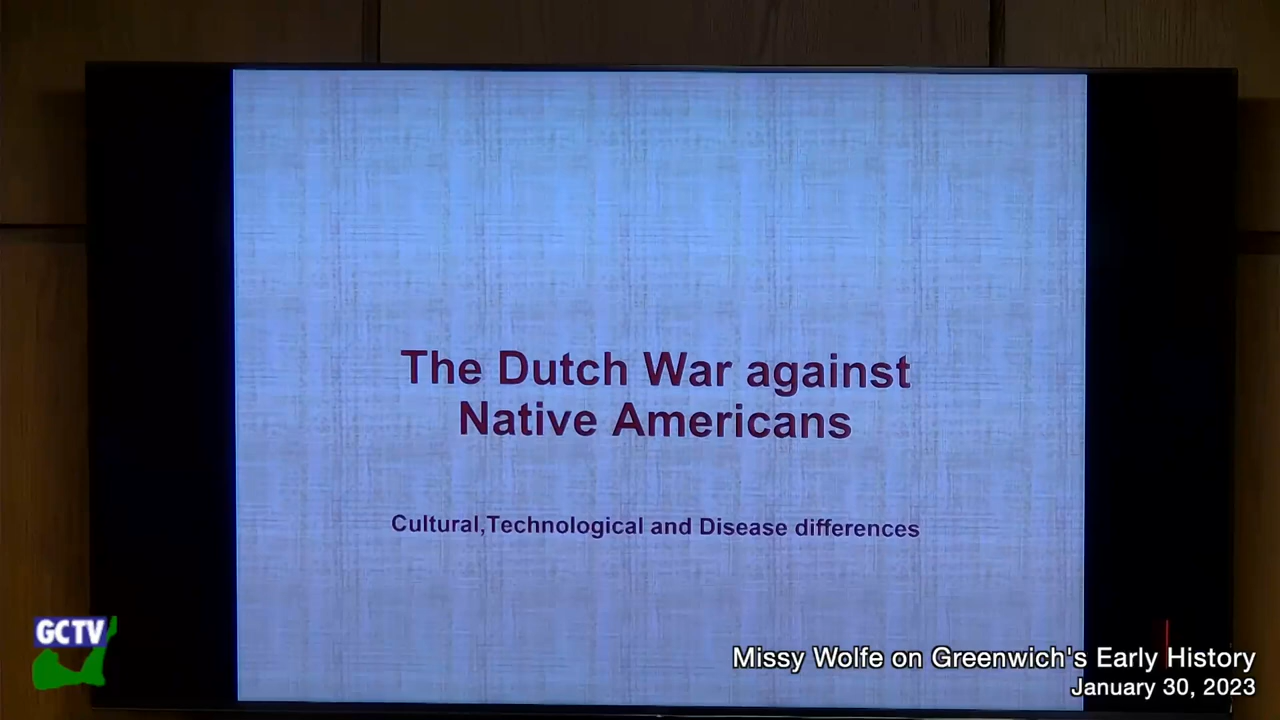 The Dutch War against
Native Americans
Cultural,Technological and Disease differences
GCTV
Missy Wolfe on Greenwich's Early History
January 30, 2023